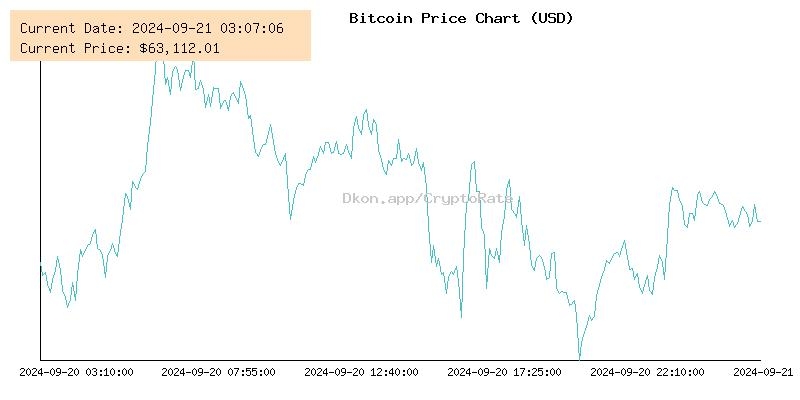 Bitcoin Price Chart (USD)
Current Date: 2024-09-21 03:07:06
Current Price: $63,112.01
Dkon.app/CryptoRate
2024-09-20 03:10:00 2024-09-20 07:55:00 2024-09-20 12:40:00 2024-09-20 17:25:00 2024-09-20 22:10:00 2024-09-21